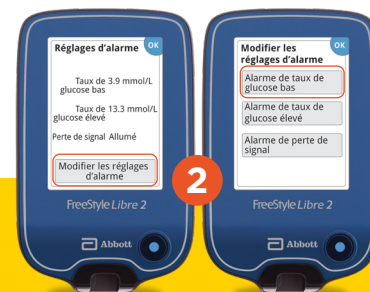 Réglages d'alarme
OK
Taux de 3.9 mmol/L
glucose bas
Taux de 13.3 mmol/L
glucose élevé
Perte de signal Allumé
Modifier les réglages
d'alarme
FreeStyle Libre 2
Abbott
2
Modifier les
réglages d'alarme
OK
Alarme de taux de
glucose bas
Alarme de taux de
glucose élevé
Alarme de perte de
signal
FreeStyle Libre 2
Abbott